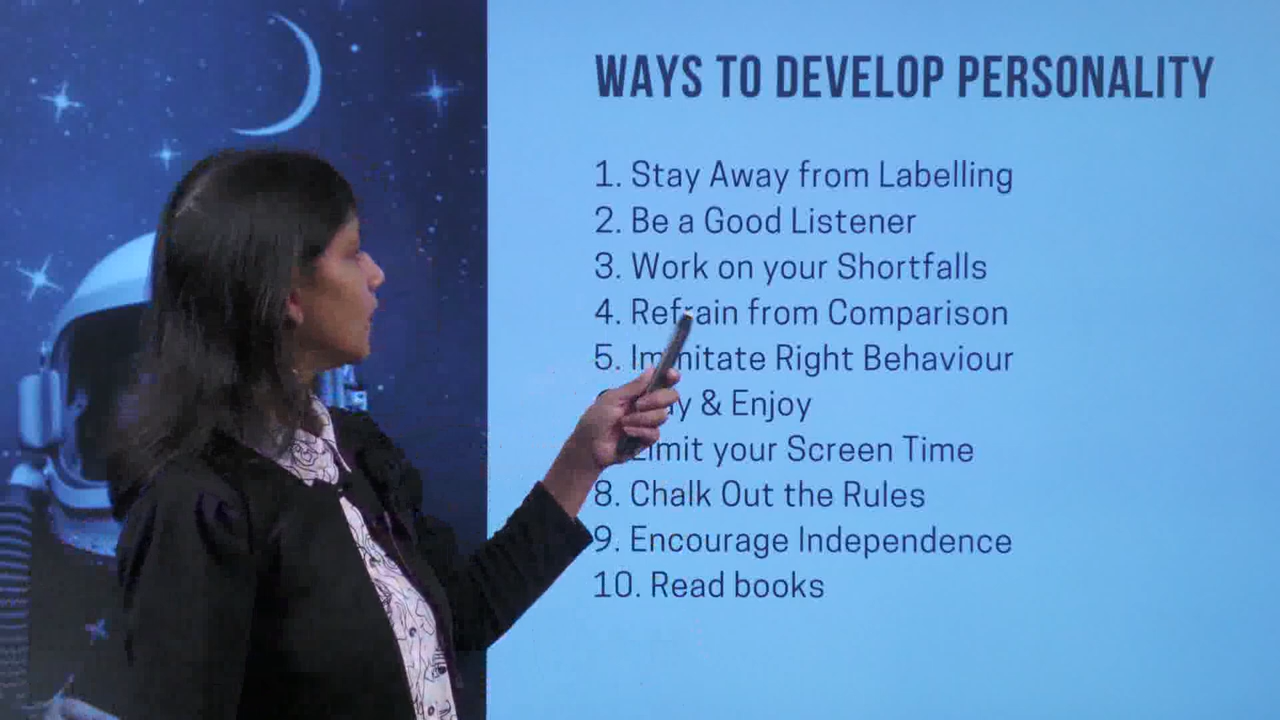 WAYS TO DEVELOP PERSONALITY
1. Stay Away from Labelling
2. Be a Good Listener
3. Work on your Shortfalls
4. Refrain from Comparison
5. Immitate Right Behaviour
& Enjoy
Limit your Screen Time
8. Chalk Out the Rules
9. Encourage Independence
10. Read books